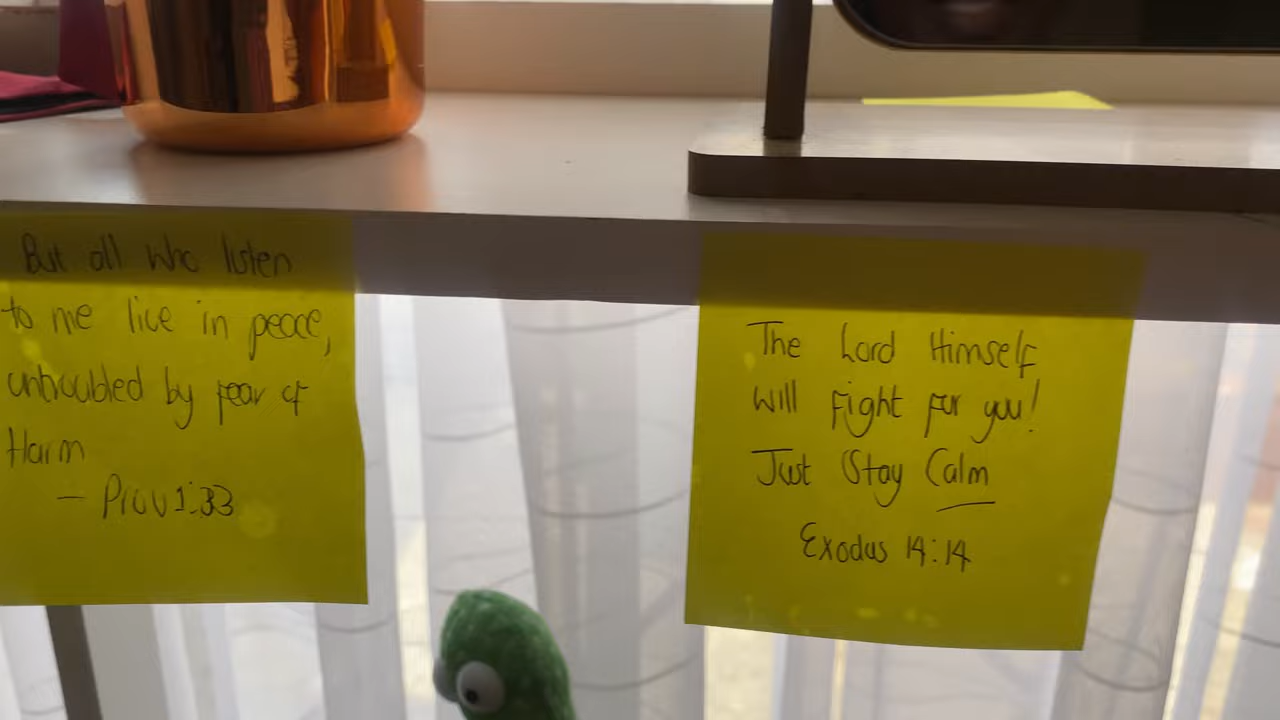 But all who listen
to me live in peace,
untroubled by fear of
Harm
- Prov 1:33
The Lord Himself
will fight for you!
Just Stay Calm
Exodus 14:14